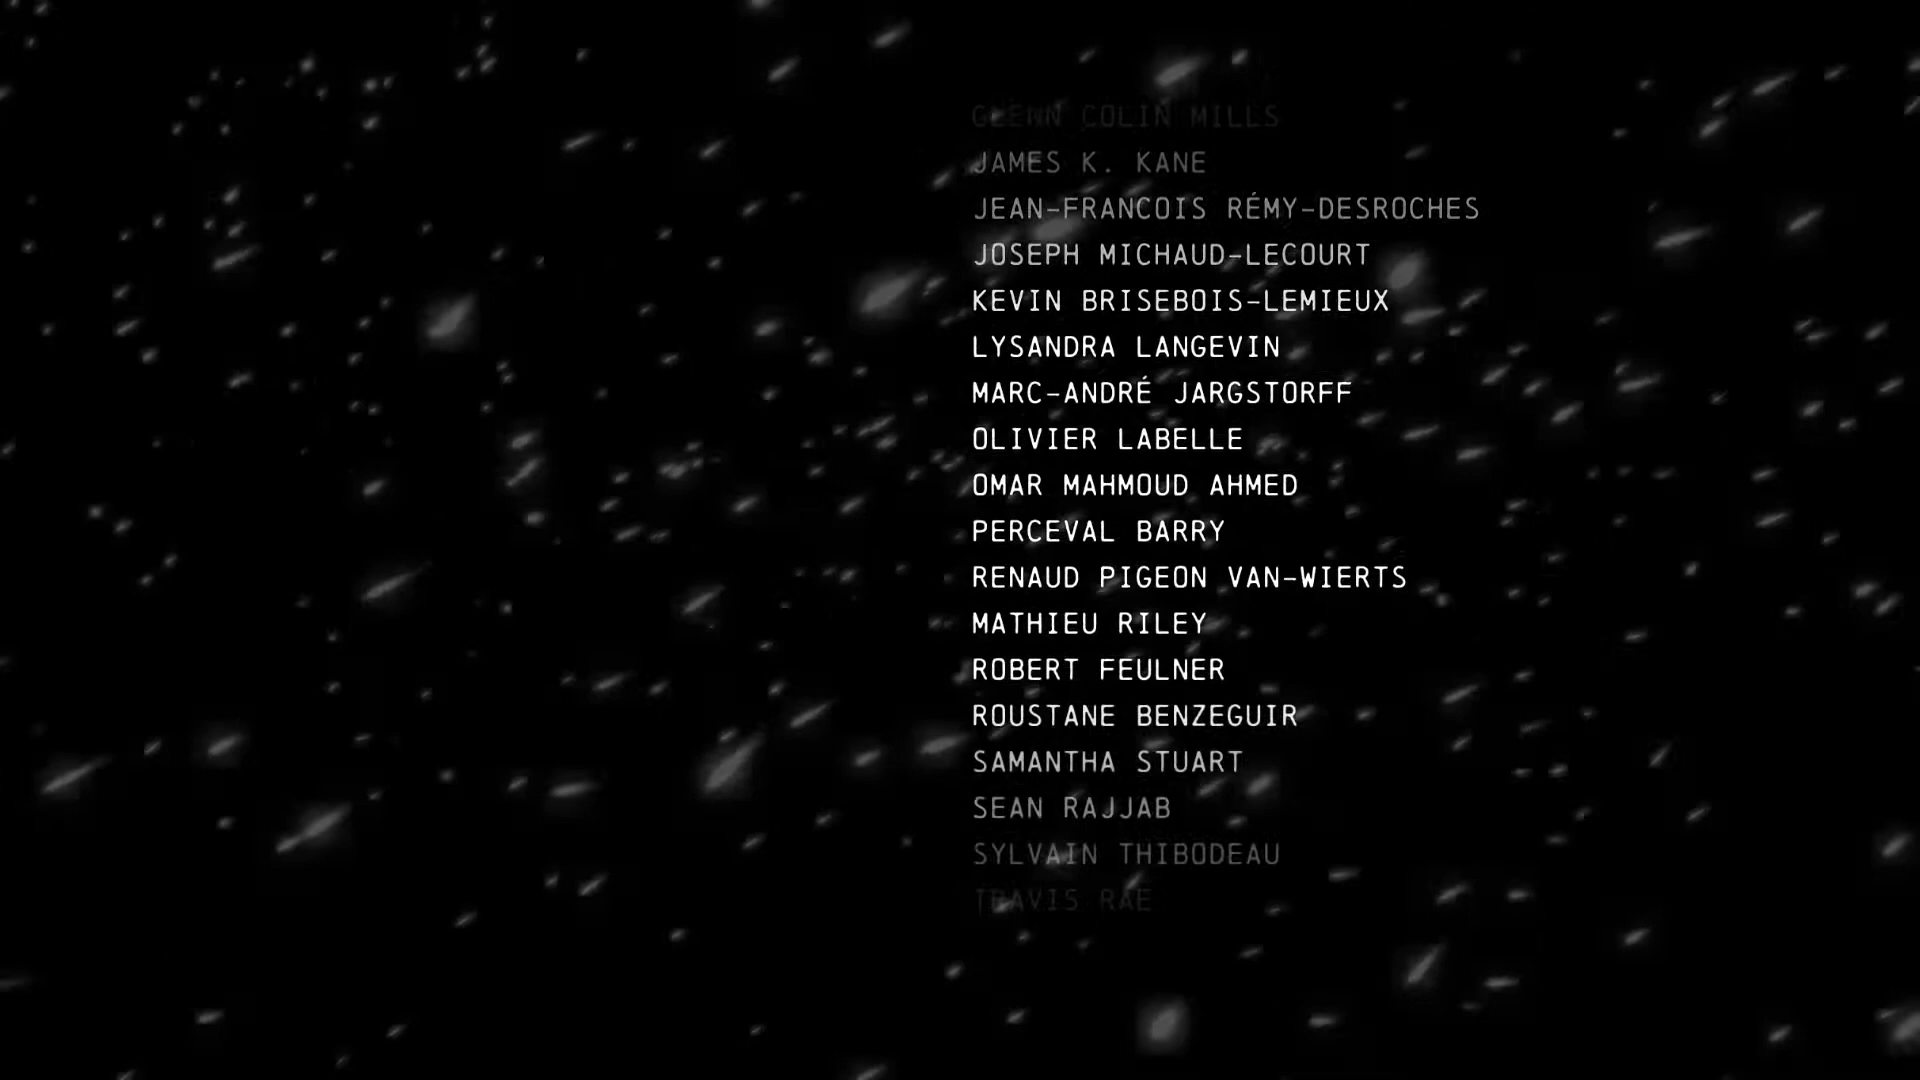 GLENN COLIN MILLS
JAMES K. KANE
JEAN-FRANCOIS RÉMY-DESROCHES
JOSEPH MICHAUD-LECOURT
KEVIN BRISEBOIS-LEMIEUX
LYSANDRA LANGEVIN
MARC-ANDRÉ JARGSTORFF
OLIVIER LABELLE
OMAR MAHMOUD AHMED
PERCEVAL BARRY
RENAUD PIGEON VAN-WIERTS
MATHIEU RILEY
ROBERT FEULNER
ROUSTANE BENZEGUIR
SAMANTHA STUART
SEAN RAJJAB
SYLVAIN THIBODEAU
TRAVIS RAE